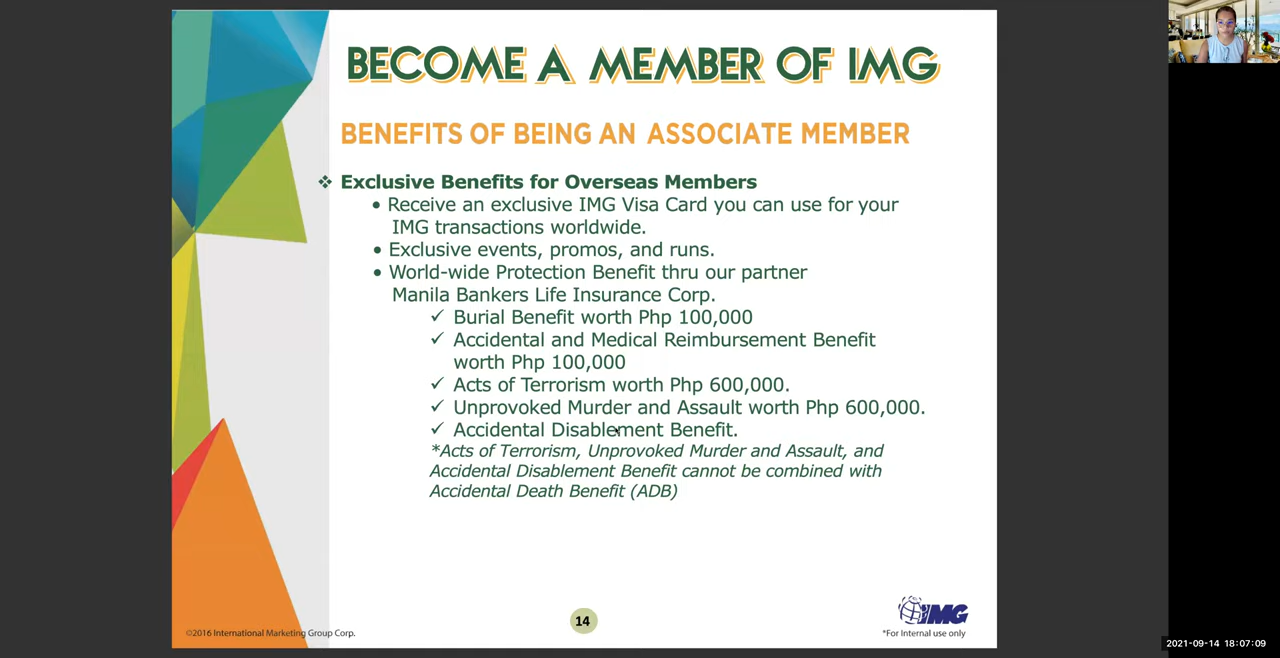 BECOME A MEMBER OF IMG
BENEFITS OF BEING AN ASSOCIATE MEMBER
❖ Exclusive Benefits for Overseas Members
• Receive an exclusive IMG Visa Card you can use for your
IMG transactions worldwide.
• Exclusive events, promos, and runs.
• World-wide Protection Benefit thru our partner
Manila Bankers Life Insurance Corp.
✓ Burial Benefit worth Php 100,000
✓ Accidental and Medical Reimbursement Benefit
worth Php 100,000
✓ Acts of Terrorism worth Php 600,000.
✓ Unprovoked Murder and Assault worth Php 600,000.
✓ Accidental Disablement Benefit.
*Acts of Terrorism, Unprovoked Murder and Assault, and
Accidental Disablement Benefit cannot be combined with
Accidental Death Benefit (ADB)
IMG
14
©2016 International Marketing Group Corp.
*For Internal use only
2021-09-14 18:07:09